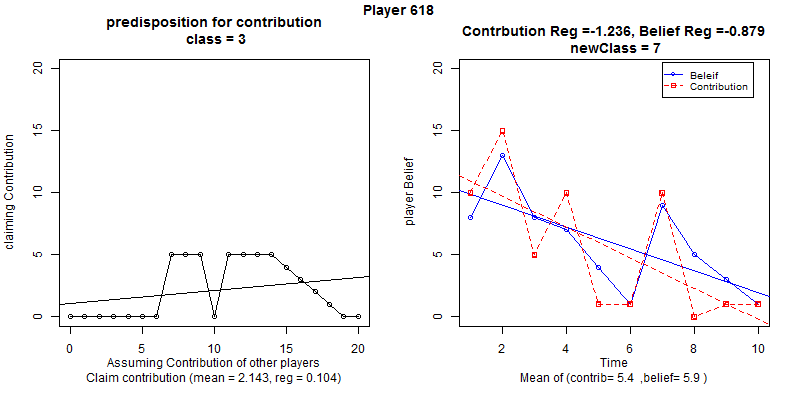 Player 618
predisposition for contribution
class = 3
claiming Contribution
20
15
10
5
0
0 5 10 15 20
Assuming Contribution of other players
Claim contribution (mean = 2.143, reg = 0.104)
Contrbution Reg =-1.236, Belief Reg =-0.879
newClass = 7
Beleif
Contribution
player Belief
20
15
10
5
0
2 4 6 8 10
Time
Mean of (contrib= 5.4 ,belief= 5.9 )